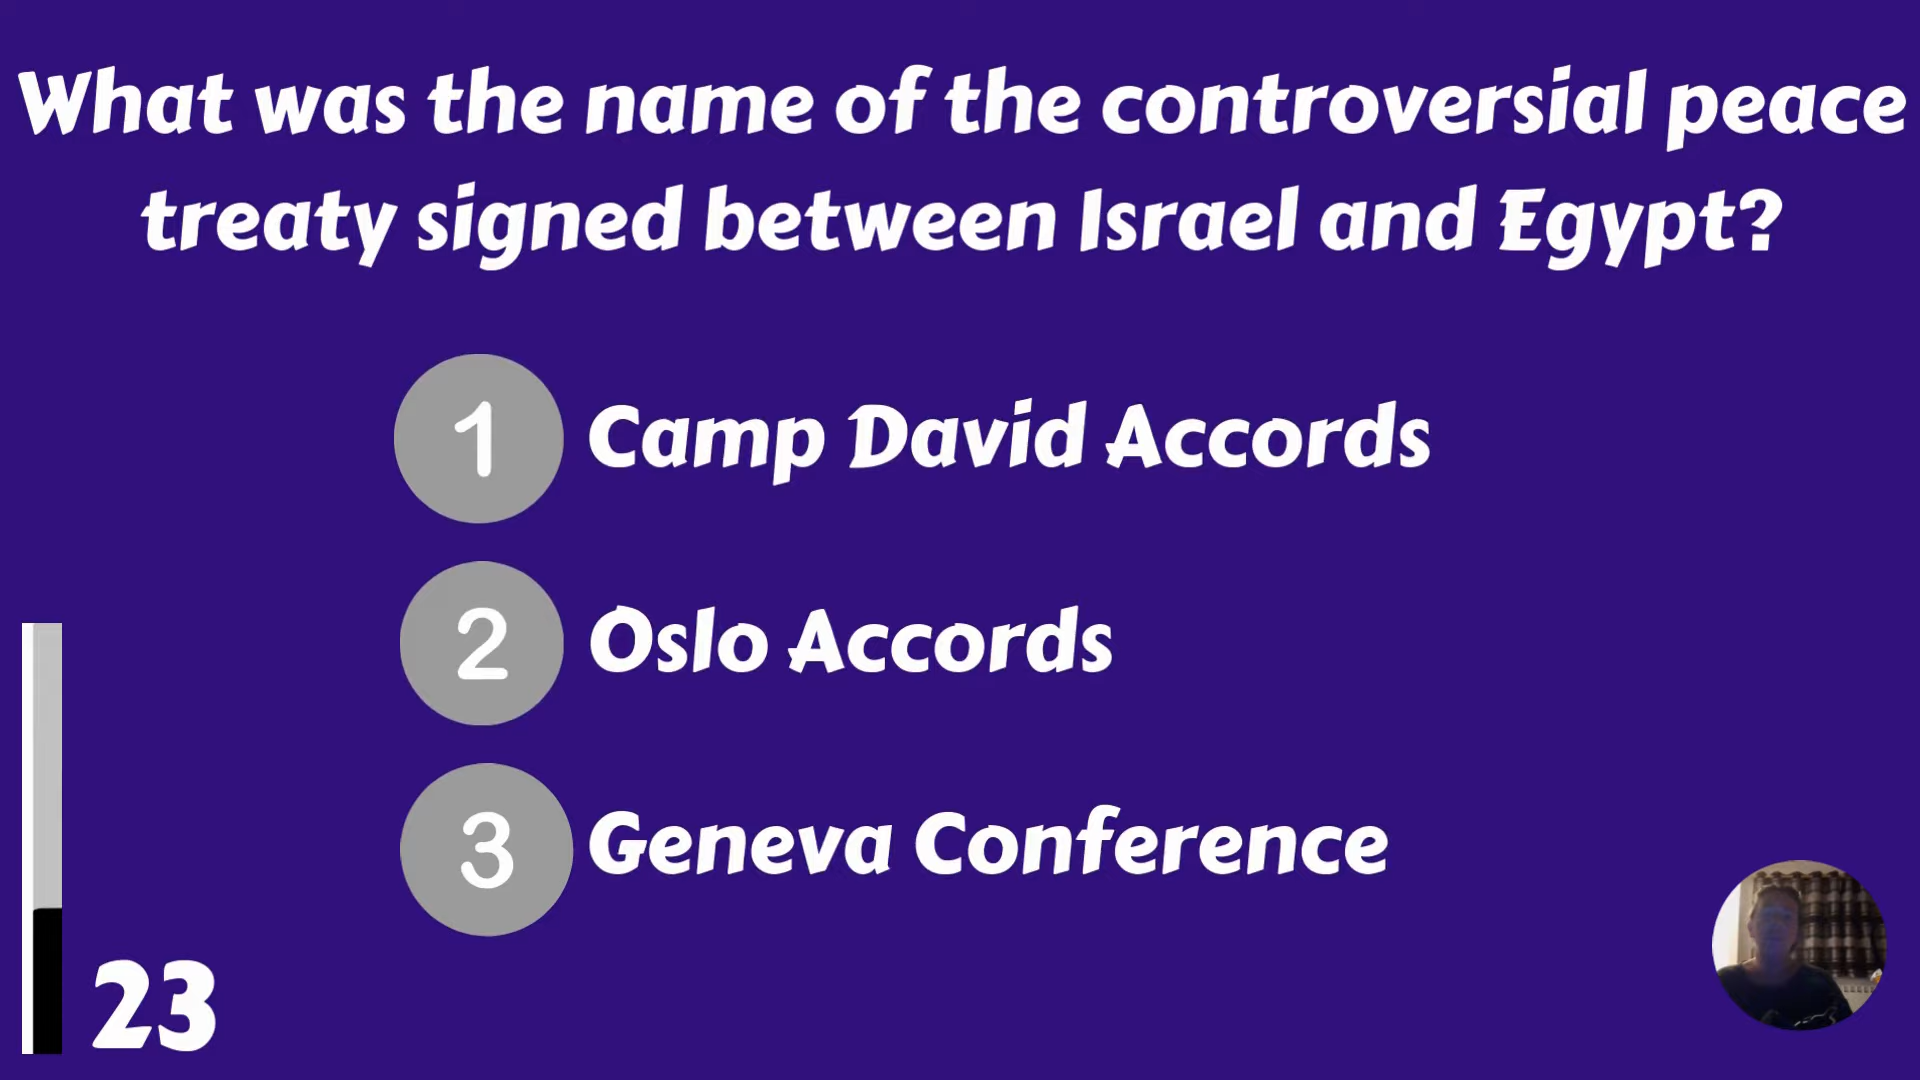 What was the name of the controversial peace
treaty signed between Israel and Egypt?
1 Camp David Accords
2 Oslo Accords
3 Geneva Conference
23